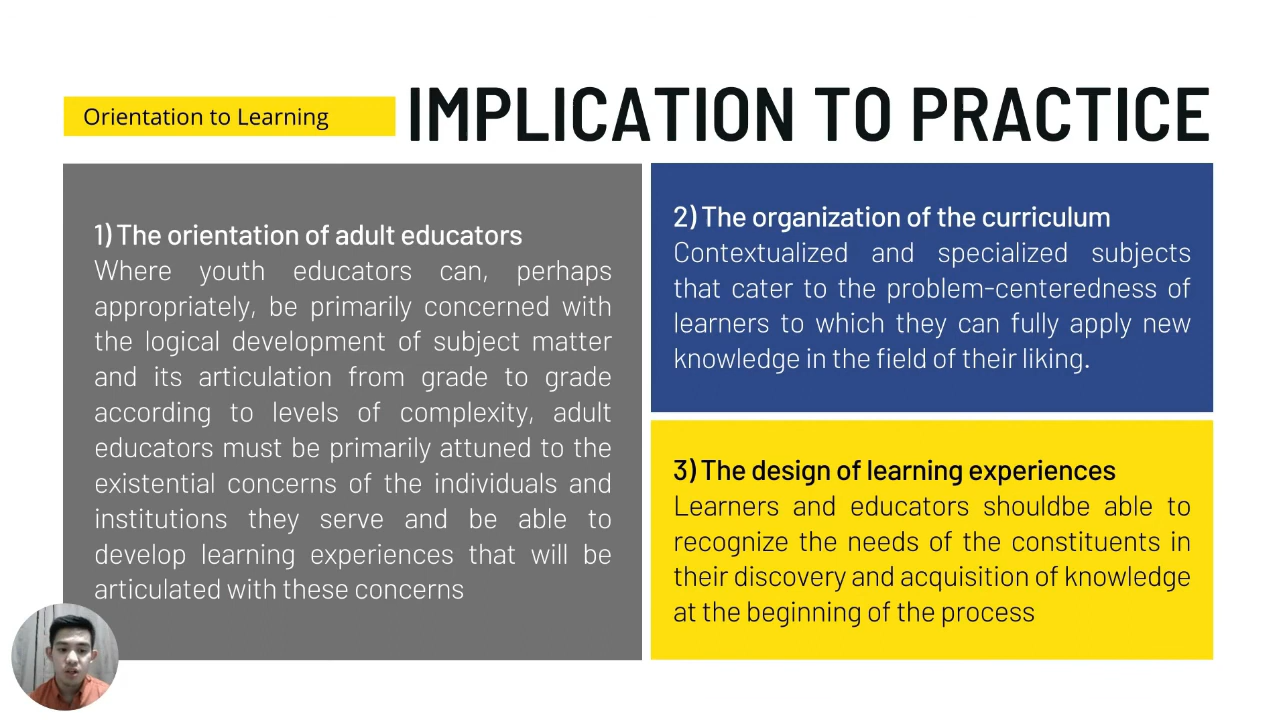 Orientation to Learning
IMPLICATION TO PRACTICE
1) The orientation of adult educators
Where youth educators can, perhaps
appropriately, be primarily concerned with
the logical development of subject matter
and its articulation from grade to grade
according to levels of complexity, adult
educators must be primarily attuned to the
existential concerns of the individuals and
institutions they serve and be able to
develop learning experiences that will be
articulated with these concerns
2) The organization of the curriculum
Contextualized and specialized subjects
that cater to the problem-centeredness of
learners to which they can fully apply new
knowledge in the field of their liking.
3) The design of learning experiences
Learners and educators shouldbe able to
recognize the needs of the constituents in
their discovery and acquisition of knowledge
at the beginning of the process